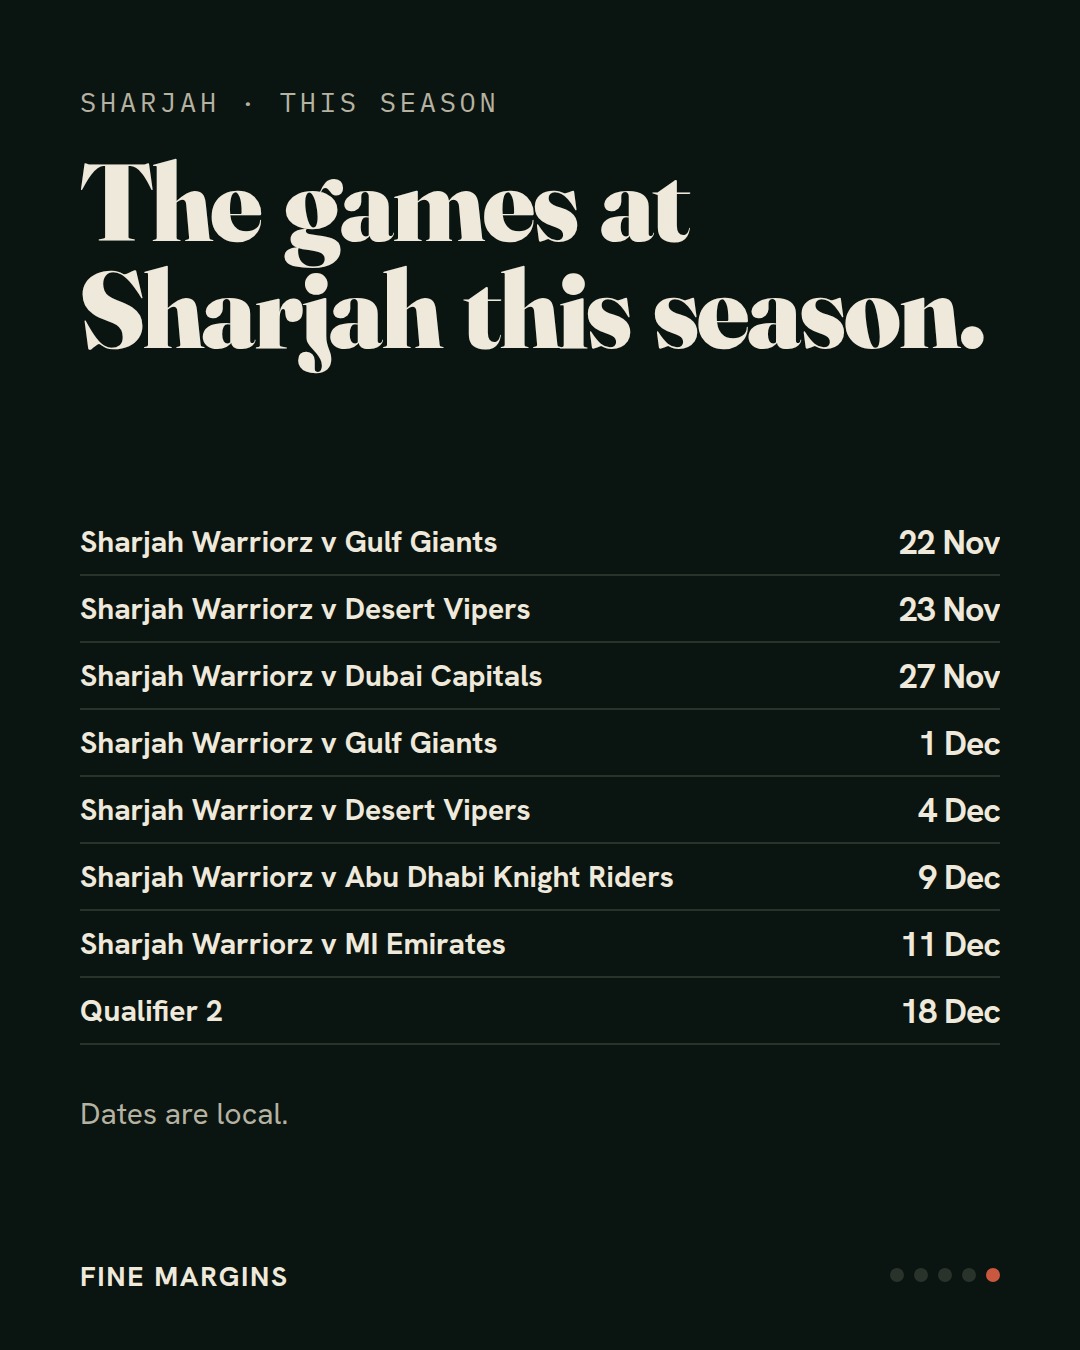 SHARJAH · THIS SEASON
The games at
Sharjah this season.
Sharjah Warriorz v Gulf Giants 22 Nov
Sharjah Warriorz v Desert Vipers 23 Nov
Sharjah Warriorz v Dubai Capitals 27 Nov
Sharjah Warriorz v Gulf Giants 1 Dec
Sharjah Warriorz v Desert Vipers 4 Dec
Sharjah Warriorz v Abu Dhabi Knight Riders 9 Dec
Sharjah Warriorz v MI Emirates 11 Dec
Qualifier 2 18 Dec
Dates are local.
FINE MARGINS